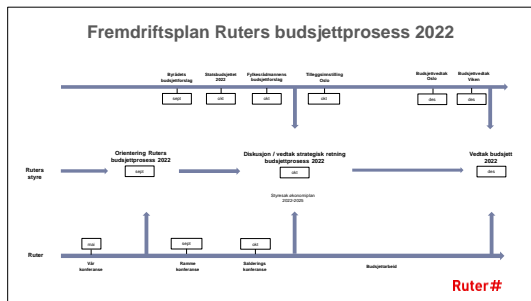 Fremdriftsplan Ruters budsjettprosess 2022
Byrådets
budsjettforslag
sept
Statsbudsjettet
2022
okt
Fylkesrådmannens
budsjettforslag
okt
Tilleggsinnstilling
Oslo
okt
Budsjettvedtak
Oslo
des
Budsjettvedtak
Viken
des
Ruters
styre
Orientering Ruters
budsjettprosess 2022
sept
Diskusjon / vedtak strategisk retning
budsjettprosess 2022
okt
Styresak økonomiplan
2022-2025
Vedtak budsjett
2022
des
Ruter
mai
Vår
konferanse
sept
Ramme
konferanse
okt
Salderings
konferanse
Budsjettarbeid
Ruter#